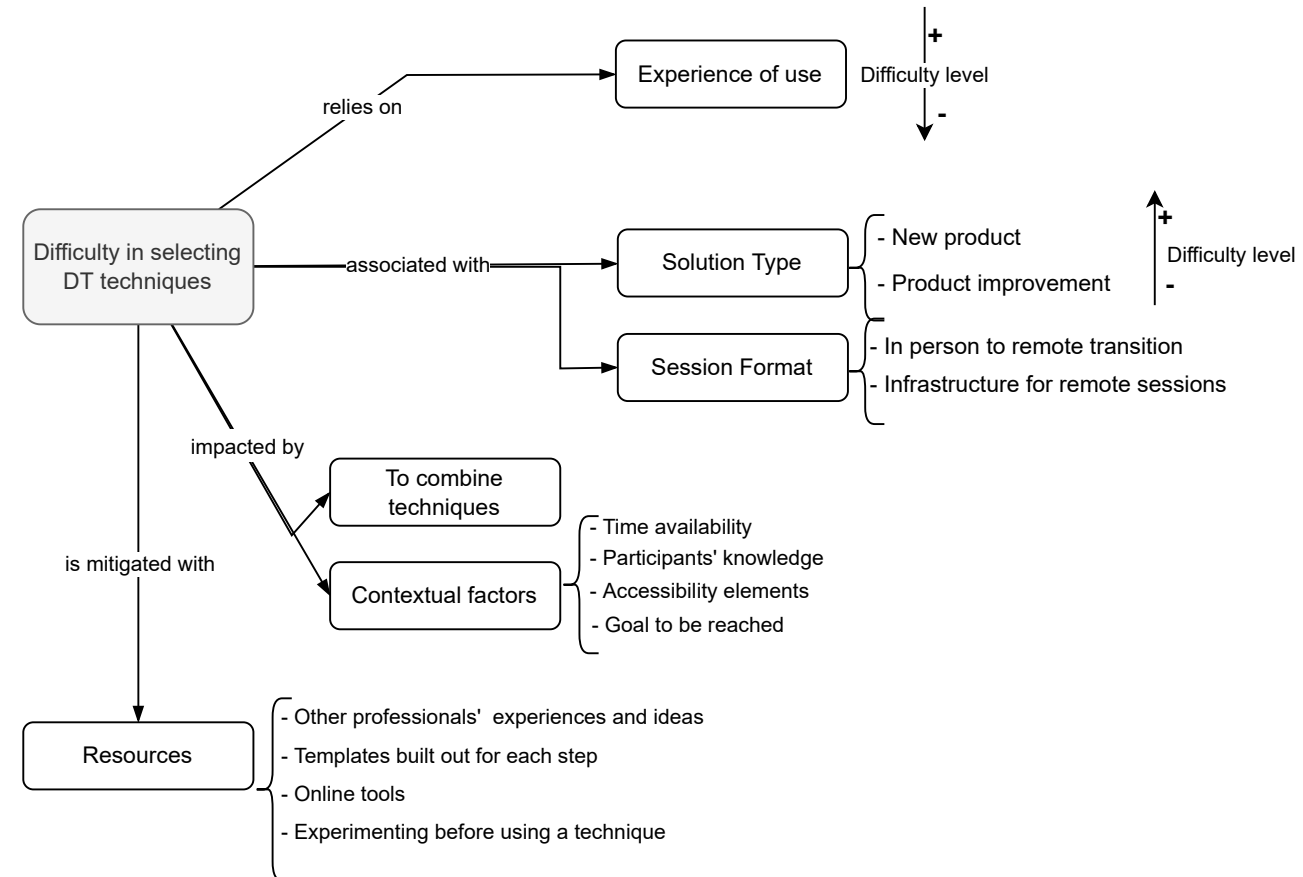 +
Experience of use
Difficulty level
relies on
-
Difficulty in selecting
DT techniques
associated with
Solution Type
- New product
- Product improvement
+
Difficulty level
-
Session Format
- In person to remote transition
- Infrastructure for remote sessions
impacted by
To combine
techniques
Contextual factors
- Time availability
- Participants' knowledge
- Accessibility elements
- Goal to be reached
is mitigated with
Resources
- Other professionals'  experiences and ideas
- Templates built out for each step
- Online tools
- Experimenting before using a technique